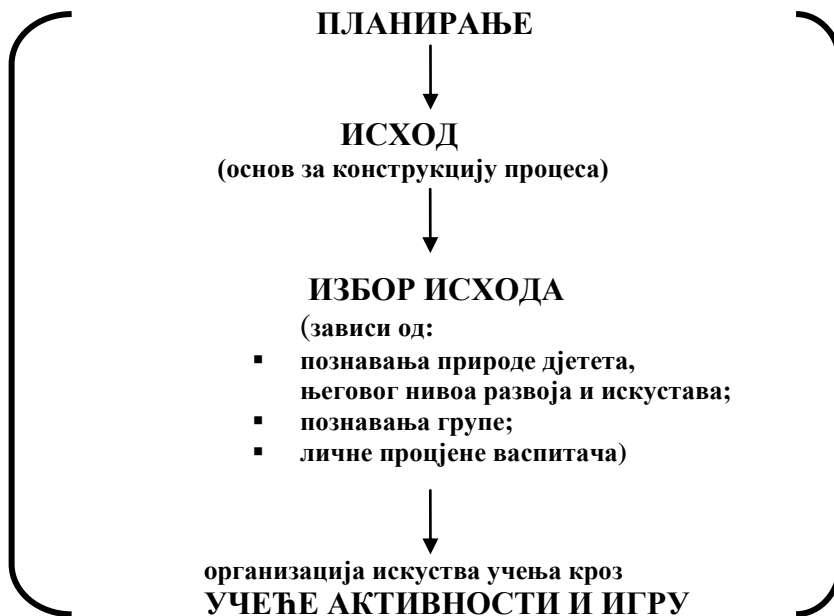 ПЛАНИРАЊЕ
ИСХОД
(основ за конструкцију процеса)
ИЗБОР ИСХОДА
(зависи од:
▪ познавања природе дјетета,
његовог нивоа развоја и искустава;
▪ познавања групе;
▪ личне процјене васпитача)
организација искуства учења кроз
УЧЕЋЕ АКТИВНОСТИ И ИГРУ